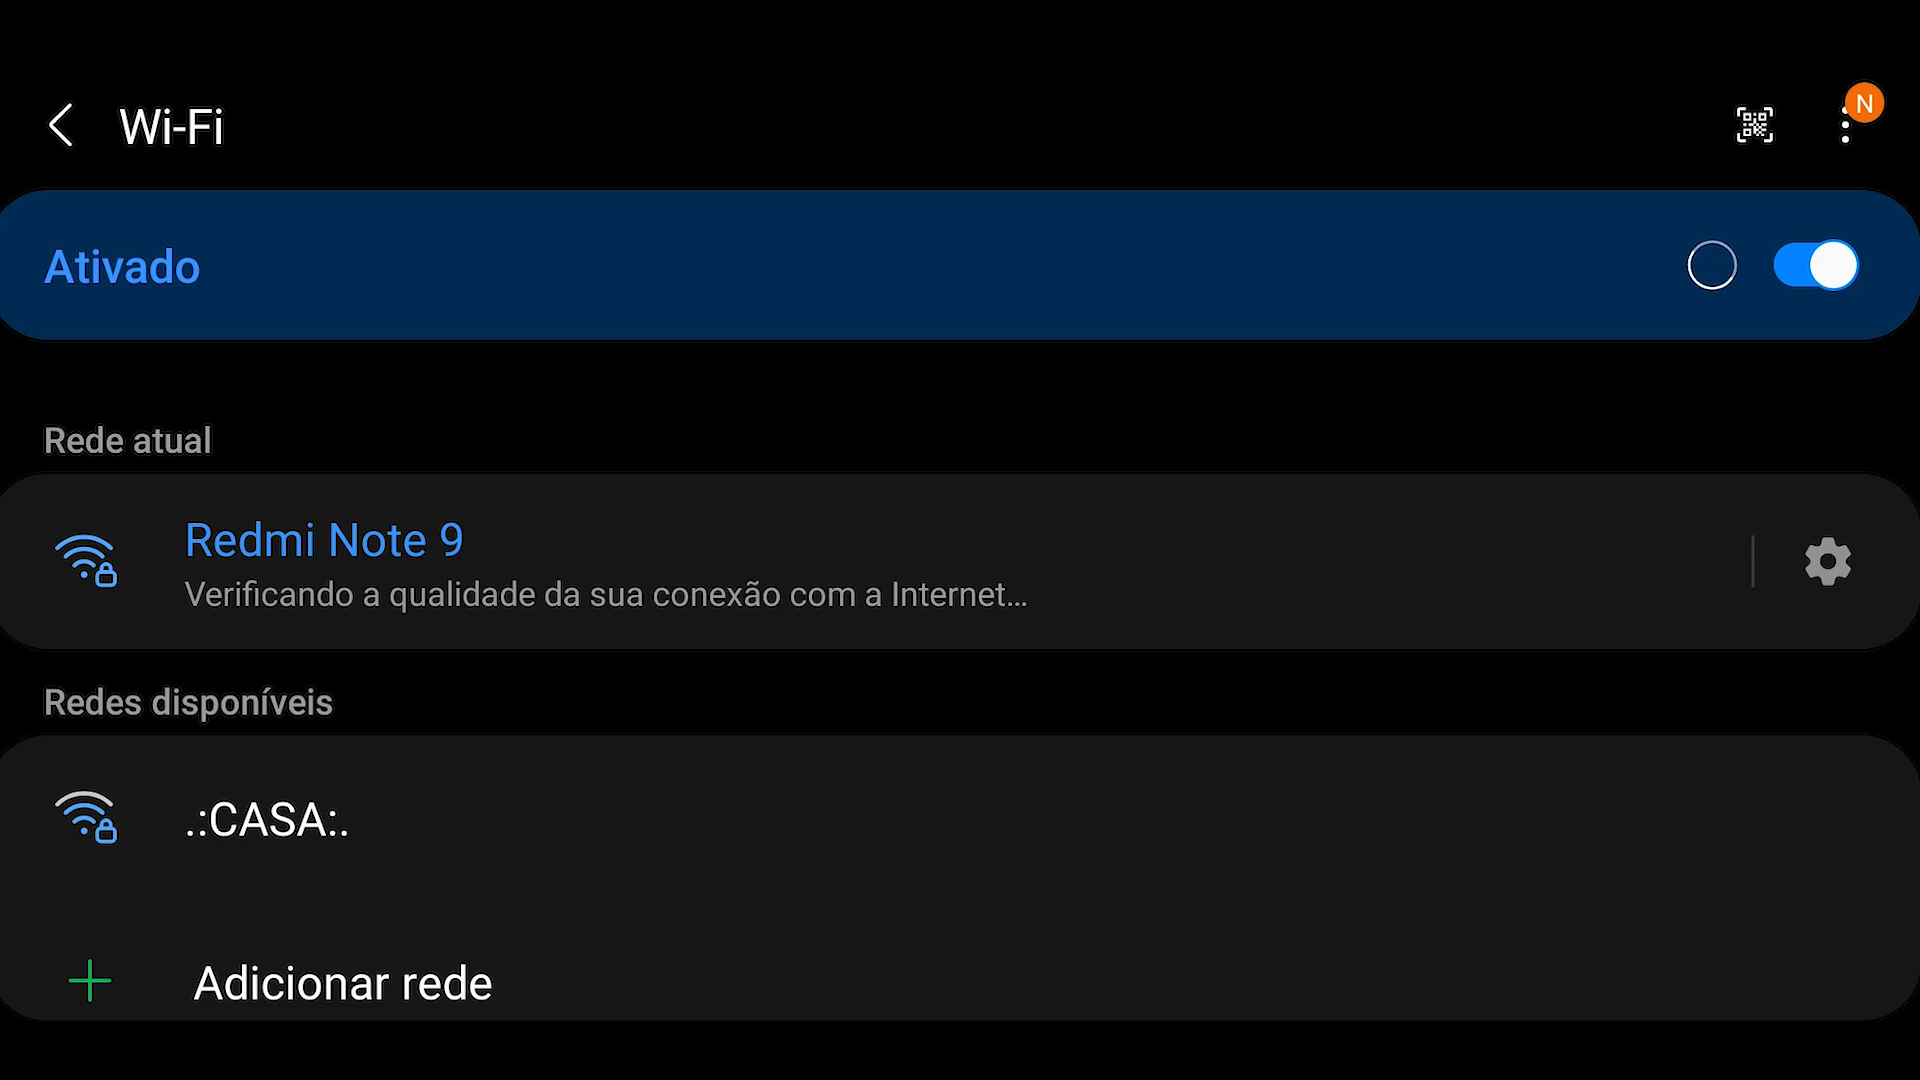 Wi-Fi
N
Ativado
Rede atual
Redmi Note 9
Verificando a qualidade da sua conexão com a Internet...
Redes disponíveis
.:CASA:.
Adicionar rede